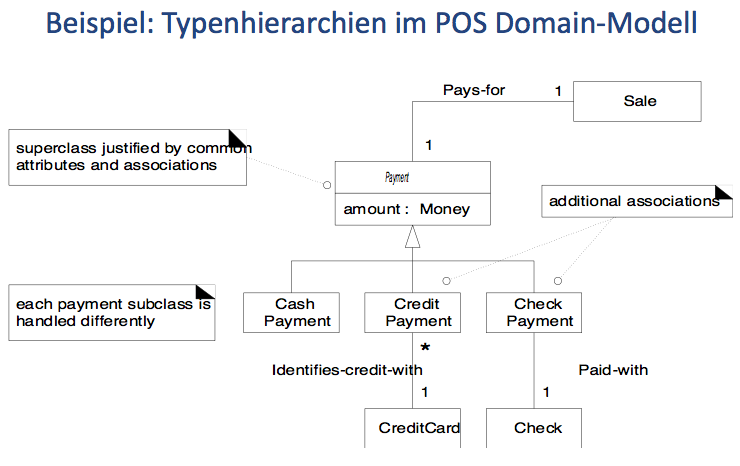 Beispiel: Typenhierarchien im POS Domain-Modell
Pays-for
1
Sale
superclass justified by common
attributes and associations
1
Payment
amount : Money
additional associations
each payment subclass is
handled differently
Cash
Payment
Credit
Payment
Check
Payment
*
Identifies-credit-with
Paid-with
1
1
CreditCard
Check